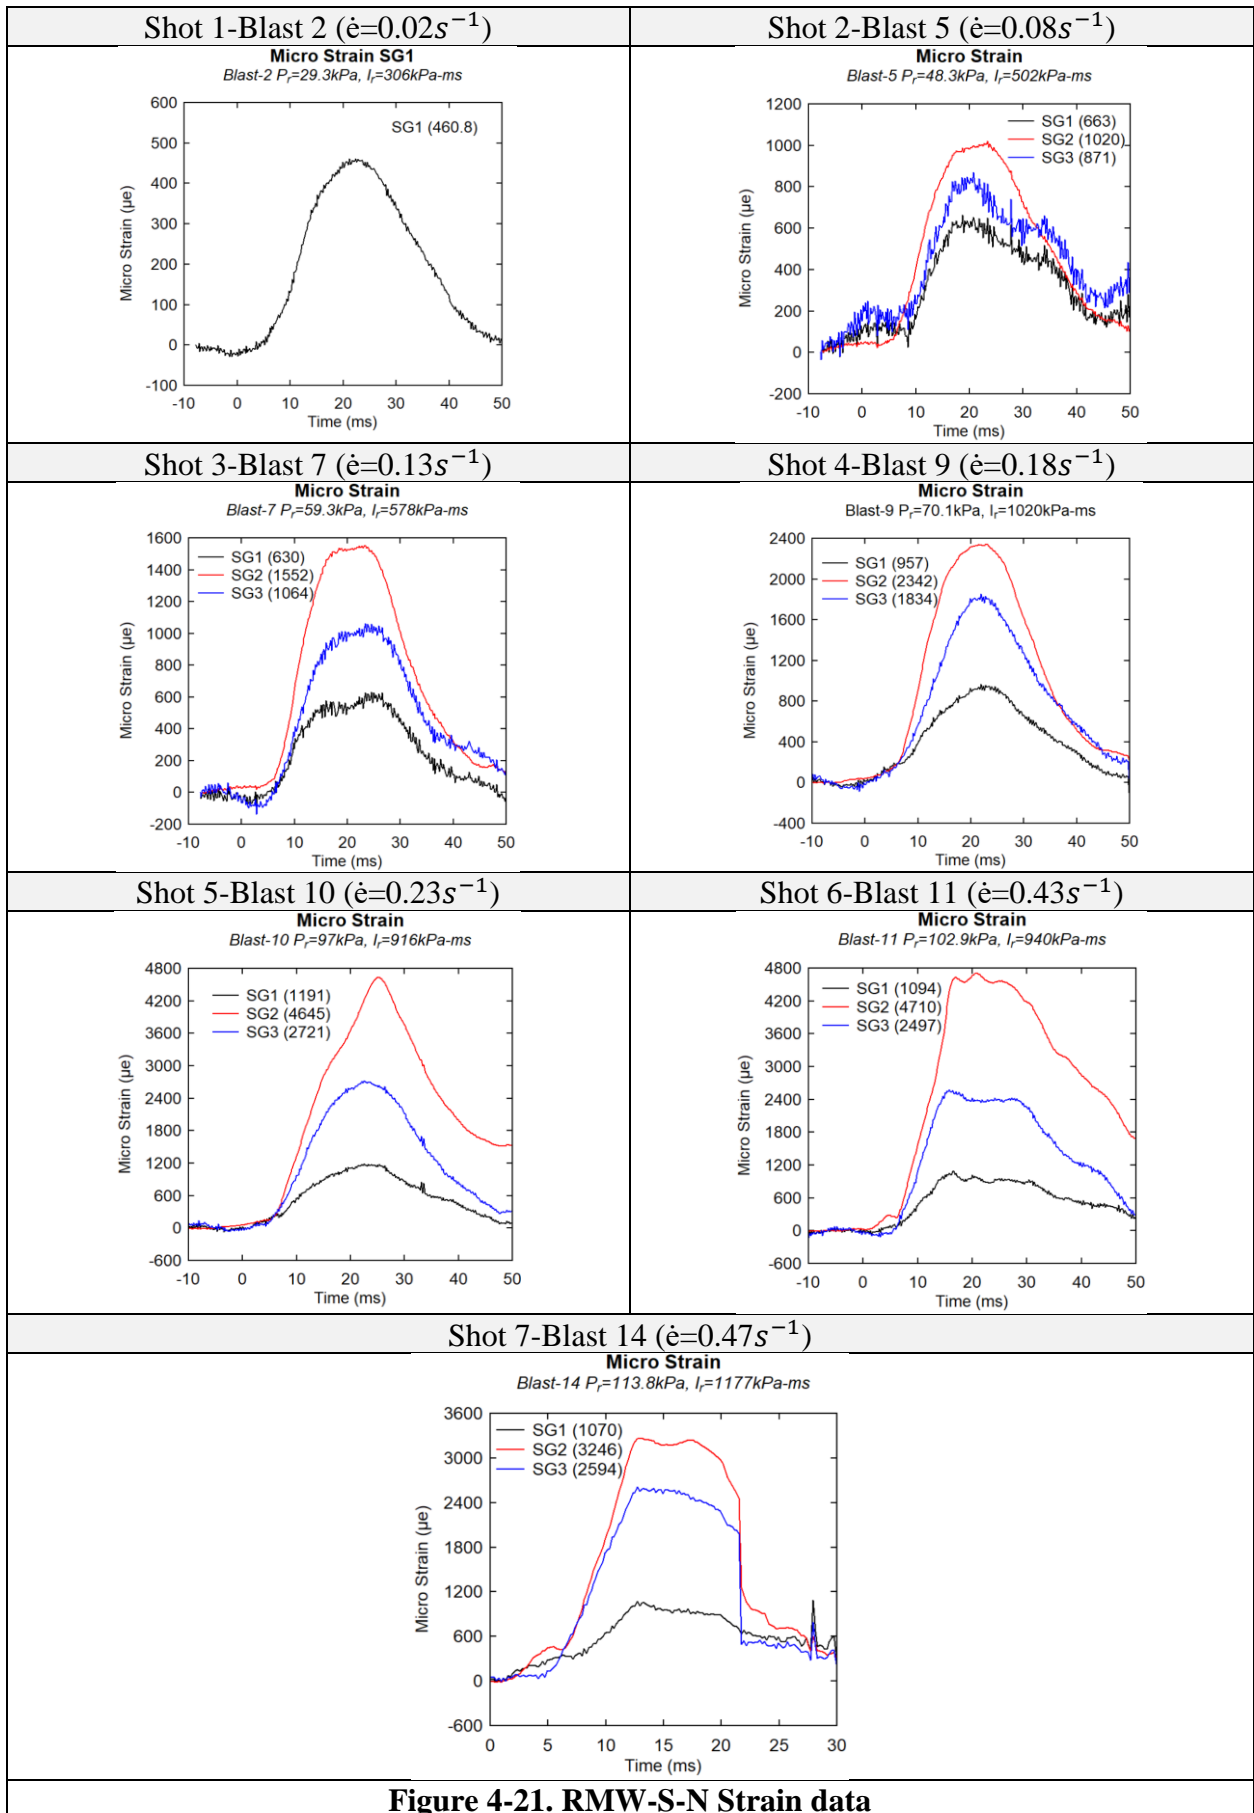 Shot 1-Blast 2 (ė=0.02s⁻¹)
Shot 2-Blast 5 (ė=0.08s⁻¹)
Micro Strain SG1
Blast-2 Pr=29.3kPa, Ir=306kPa-ms
600
500
400
300
200
100
0
-100
Micro Strain (µe)
SG1 (460.8)
-10 0 10 20 30 40 50
Time (ms)
Micro Strain
Blast-5 Pr=48.3kPa, Ir=502kPa-ms
1200
1000
800
600
400
200
0
-200
Micro Strain (µe)
SG1 (663)
SG2 (1020)
SG3 (871)
-10 0 10 20 30 40 50
Time (ms)
Shot 3-Blast 7 (ė=0.13s⁻¹)
Shot 4-Blast 9 (ė=0.18s⁻¹)
Micro Strain
Blast-7 Pr=59.3kPa, Ir=578kPa-ms
1600
1400
1200
1000
800
600
400
200
0
-200
Micro Strain (µe)
SG1 (630)
SG2 (1552)
SG3 (1064)
-10 0 10 20 30 40 50
Time (ms)
Micro Strain
Blast-9 Pr=70.1kPa, Ir=1020kPa-ms
2400
2000
1600
1200
800
400
0
-400
Micro Strain (µe)
SG1 (957)
SG2 (2342)
SG3 (1834)
-10 0 10 20 30 40 50
Time (ms)
Shot 5-Blast 10 (ė=0.23s⁻¹)
Shot 6-Blast 11 (ė=0.43s⁻¹)
Micro Strain
Blast-10 Pr=97kPa, Ir=916kPa-ms
4800
4200
3600
3000
2400
1800
1200
600
0
-600
Micro Strain (µe)
SG1 (1191)
SG2 (4645)
SG3 (2721)
-10 0 10 20 30 40 50
Time (ms)
Micro Strain
Blast-11 Pr=102.9kPa, Ir=940kPa-ms
4800
4200
3600
3000
2400
1800
1200
600
0
-600
Micro Strain (µe)
SG1 (1094)
SG2 (4710)
SG3 (2497)
-10 0 10 20 30 40 50
Time (ms)
Shot 7-Blast 14 (ė=0.47s⁻¹)
Micro Strain
Blast-14 Pr=113.8kPa, Ir=1177kPa-ms
3600
3000
2400
1800
1200
600
0
-600
Micro Strain (µe)
SG1 (1070)
SG2 (3246)
SG3 (2594)
0 5 10 15 20 25 30
Time (ms)
Figure 4-21. RMW-S-N Strain data